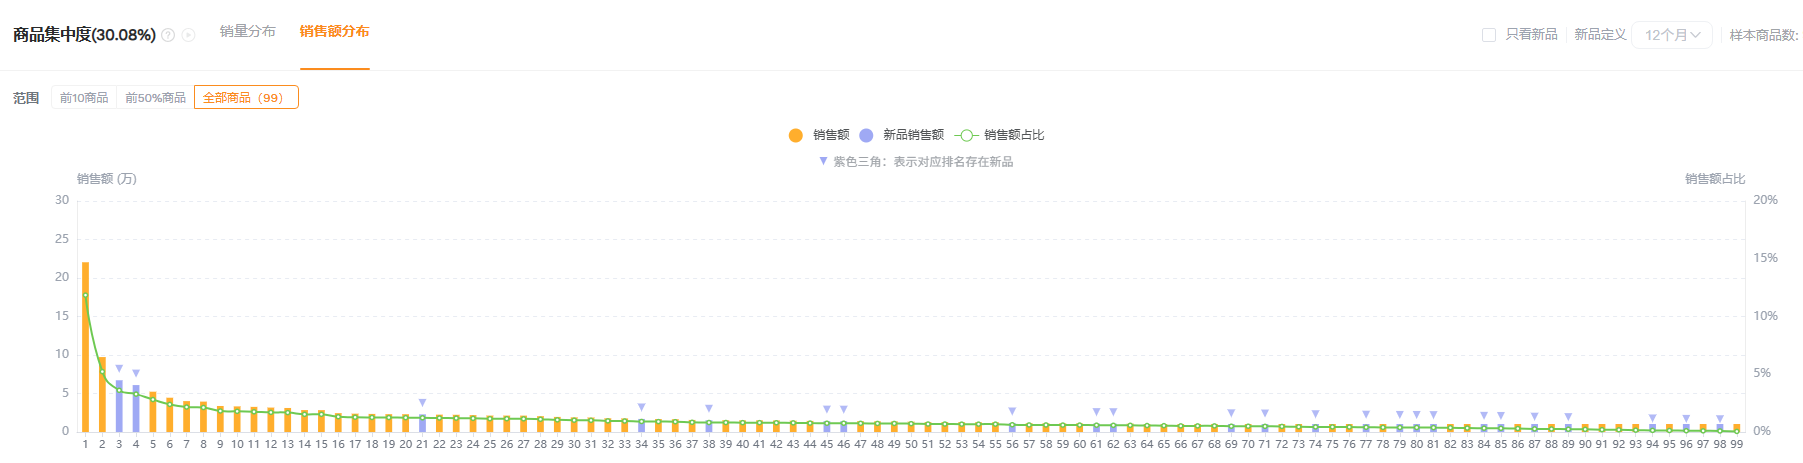 商品集中度(30.08%) ? 销量分布 销售额分布 只看新品 新品定义 12个月 样本商品数:
范围 前10商品 前50%商品 全部商品（99）
销售额 新品销售额 销售额占比
紫色三角：表示对应排名存在新品
销售额 (万) 销售额占比
30 20%
25
20 15%
15 10%
10
5 5%
0 0%
1 2 3 4 5 6 7 8 9 10 11 12 13 14 15 16 17 18 19 20 21 22 23 24 25 26 27 28 29 30 31 32 33 34 35 36 37 38 39 40 41 42 43 44 45 46 47 48 49 50 51 52 53 54 55 56 57 58 59 60 61 62 63 64 65 66 67 68 69 70 71 72 73 74 75 76 77 78 79 80 81 82 83 84 85 86 87 88 89 90 91 92 93 94 95 96 97 98 99